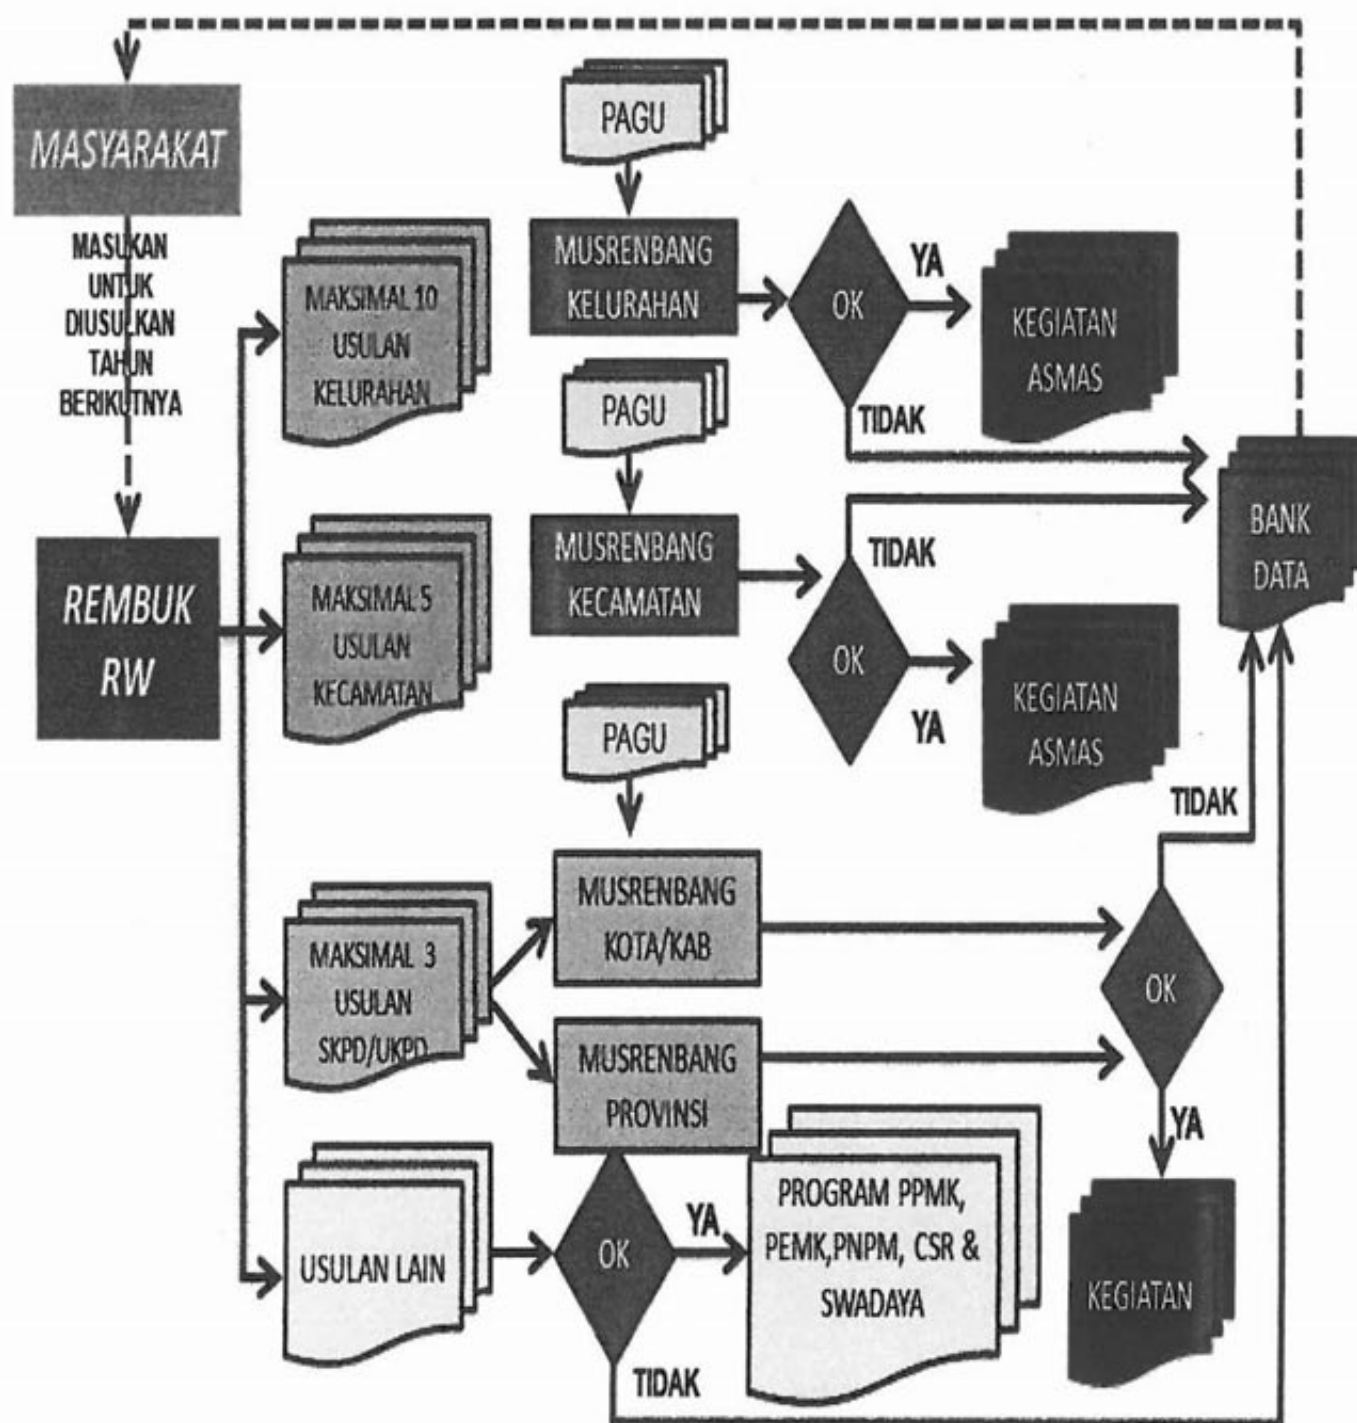 MASYARAKAT
MASUKAN
UNTUK
DIUSULKAN
TAHUN
BERIKUTNYA
REMBUK
RW
MAKSIMAL 10
USULAN
KELURAHAN
MAKSIMAL 5
USULAN
KECAMATAN
MAKSIMAL 3
USULAN
SKPD/UKPD
USULAN LAIN
PAGU
MUSRENBANG
KELURAHAN
OK
YA
KEGIATAN
ASMAS
TIDAK
PAGU
MUSRENBANG
KECAMATAN
TIDAK
OK
YA
KEGIATAN
ASMAS
BANK
DATA
PAGU
MUSRENBANG
KOTA/KAB
MUSRENBANG
PROVINSI
TIDAK
OK
YA
KEGIATAN
OK
YA
PROGRAM PPMK,
PEMK,PNPM, CSR &
SWADAYA
TIDAK